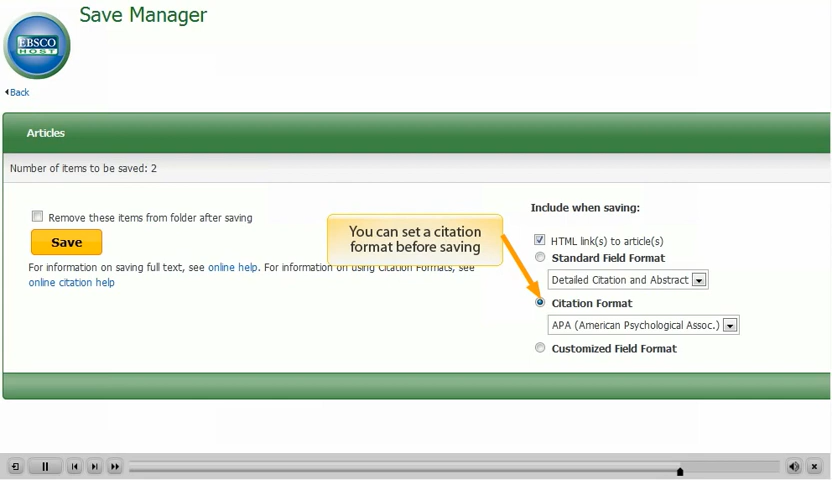 Save Manager
EBSCO
HOST
Back
Articles
Number of items to be saved: 2
Remove these items from folder after saving
Save
For information on saving full text, see online help. For information on using Citation Formats, see
online citation help
You can set a citation
format before saving
Include when saving:
HTML link(s) to article(s)
Standard Field Format
Detailed Citation and Abstract
Citation Format
APA (American Psychological Assoc.)
Customized Field Format